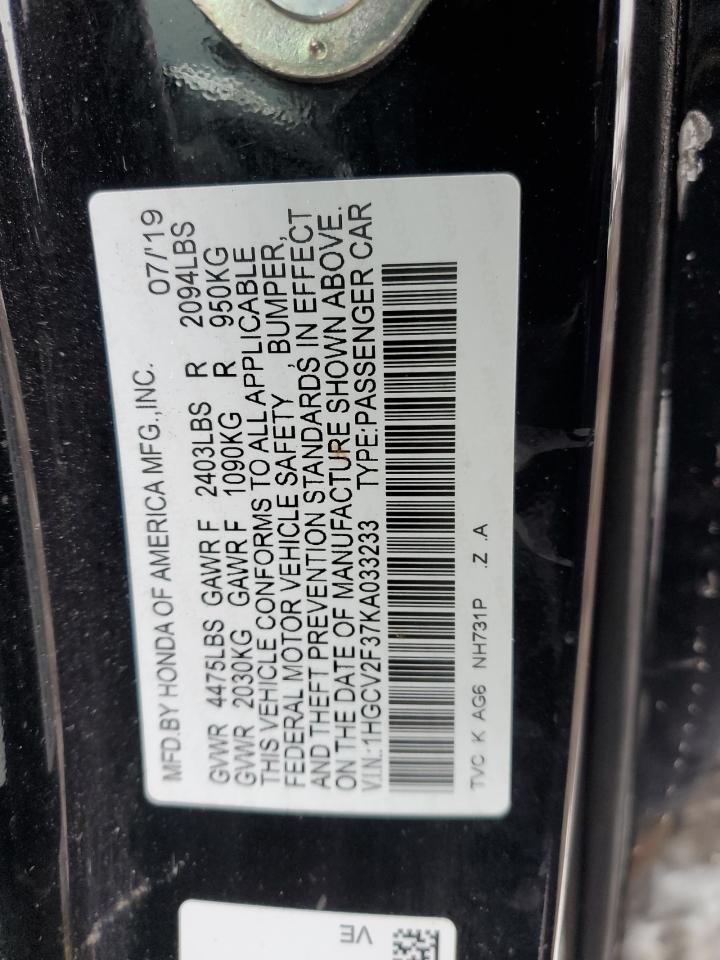 MFD.BY HONDA OF AMERICA MFG.,INC. 07/'19
GVWR 4475LBS GAWR F 2403LBS R 2094LBS
GVWR 2030KG GAWR F 1090KG R 950KG
THIS VEHICLE CONFORMS TO ALL APPLICABLE
FEDERAL MOTOR VEHICLE SAFETY , BUMPER,
AND THEFT PREVENTION STANDARDS IN EFFECT
ON THE DATE OF MANUFACTURE SHOWN ABOVE.
V.I.N.:1HGCV2F37KA033233 TYPE:PASSENGER CAR
TVC K AG6 NH731P .Z .A
VE